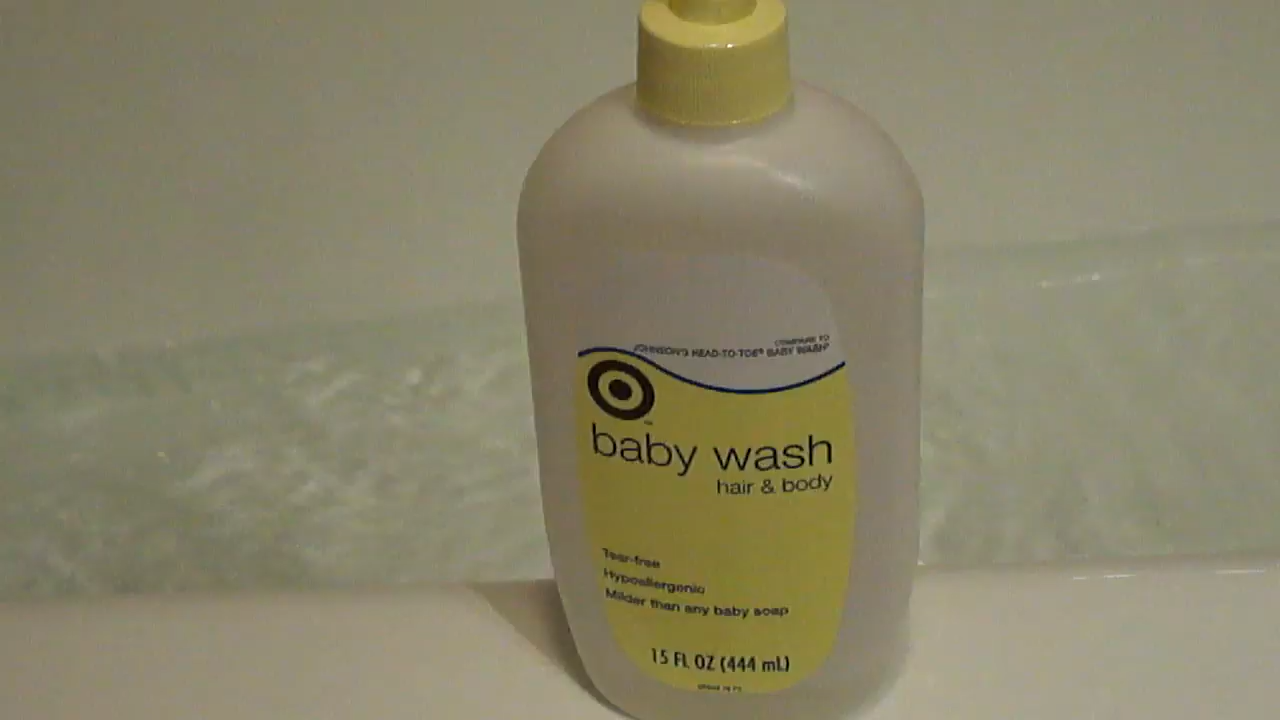 COMPARE TO
JOHNSON'S HEAD-TO-TOE® BABY WASH®
baby wash
hair & body
Tear-free
Hypoallergenic
Milder than any baby soap
15 FL OZ (444 mL)